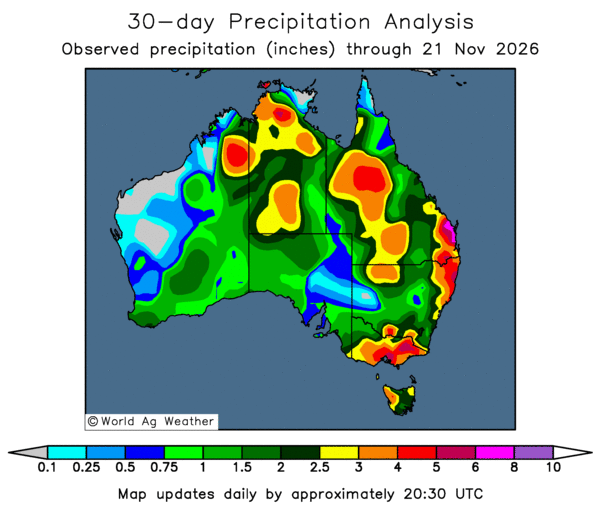 30-day Precipitation Analysis
Observed precipitation (inches) through 21 Nov 2026
© World Ag Weather
0.1 0.25 0.5 0.75 1 1.5 2 2.5 3 4 5 6 8 10
Map updates daily by approximately 20:30 UTC